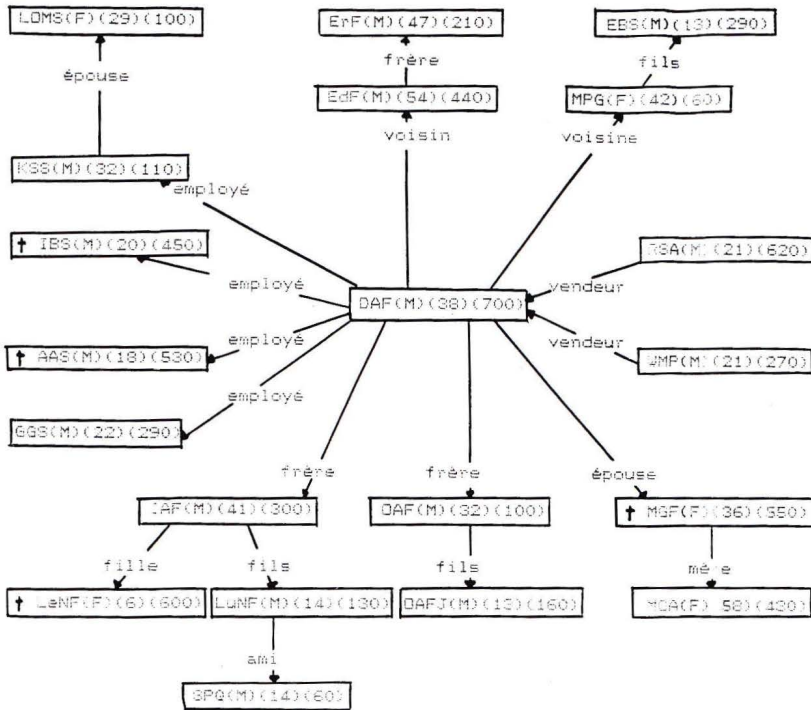 LOMS(F)(29)(100)
ErF(M)(47)(210)
EBS(M)(13)(290)
épouse
frère
fils
EdF(M)(54)(440)
MPG(F)(42)(60)
voisin
voisine
KSS(M)(32)(110)
employé
† IBS(M)(20)(450)
RSA(M)(21)(620)
employé
vendeur
DAF(M)(38)(700)
† AAS(M)(18)(530)
employé
vendeur
WMP(M)(21)(270)
employé
GGS(M)(22)(290)
frère
frère
épouse
IAF(M)(41)(300)
OAF(M)(32)(100)
† MGF(F)(36)(550)
fille
fils
fils
mère
† LeNF(F)(6)(600)
LuNF(M)(14)(130)
OAFJ(M)(13)(160)
(F) 58)(430)
ami
(M)(14)(60)